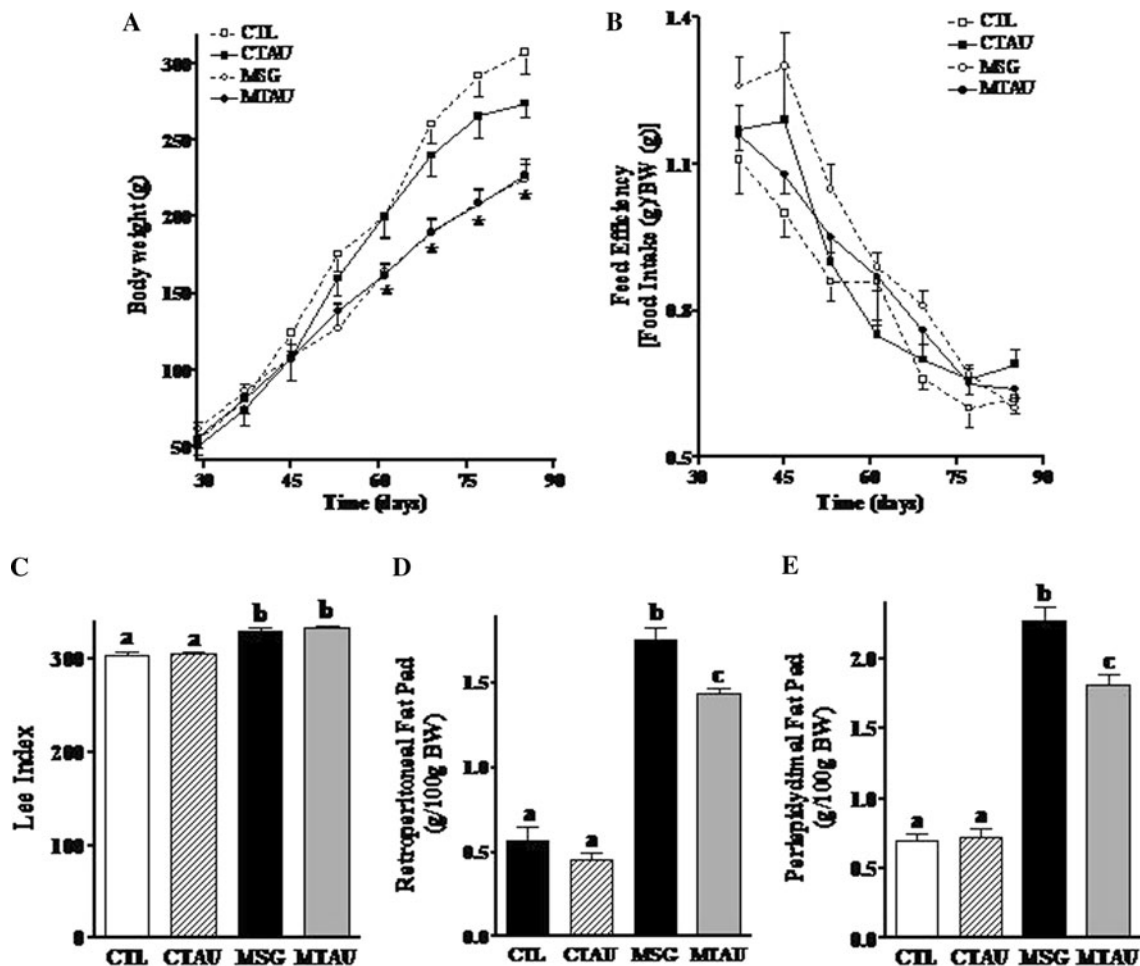 A
CTL
CTAU
MSG
MTAU
300
250
200
150
100
50
Body weight (g)
30 45 60 75 90
Time (days)
B
CTL
CTAU
MSG
MTAU
1.4
1.1
0.8
0.5
Feed Efficiency
[Food Intake (g)/BW (g)]
30 45 60 75 90
Time (days)
C
300
200
100
0
Lee Index
a a b b
CTL CTAU MSG MTAU
D
1.5
1.0
0.5
0.0
Retroperitoneal Fat Pad
(g/100g BW)
a a b c
CTL CTAU MSG MTAU
E
2.0
1.5
1.0
0.5
0.0
Periepidydimal Fat Pad
(g/100g BW)
a a b c
CTL CTAU MSG MTAU